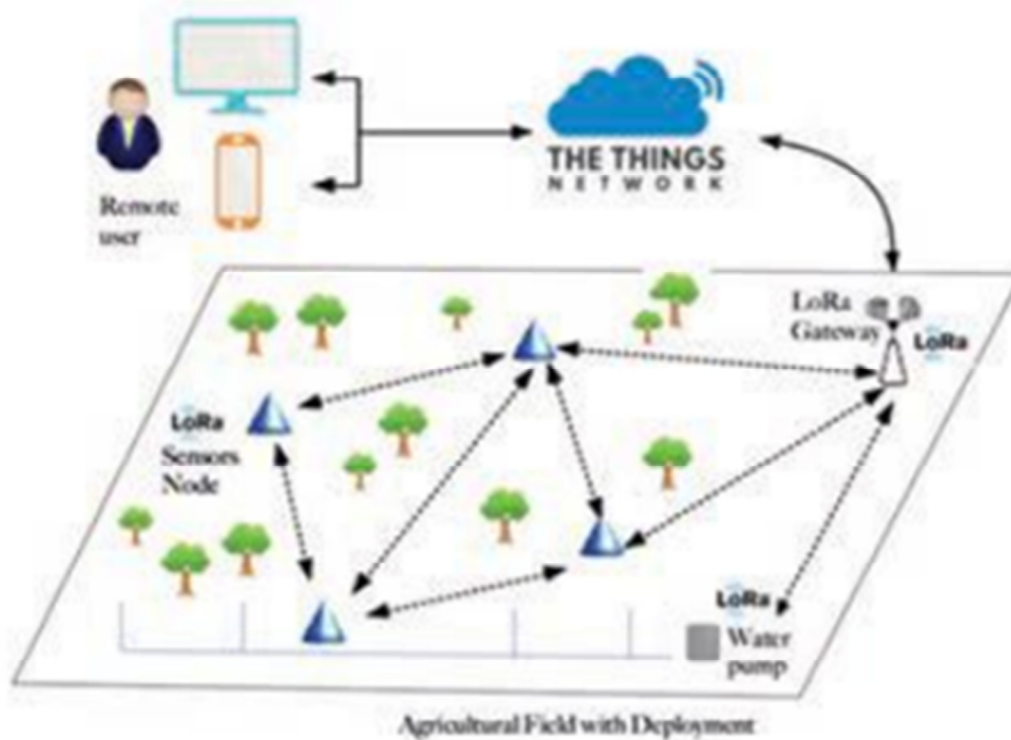 THE THINGS
NETWORK
Remote
user
LoRa
Gateway
LoRa
LoRa
Sensors
Node
LoRa
Water
pump
Agricultural Field with Deployment